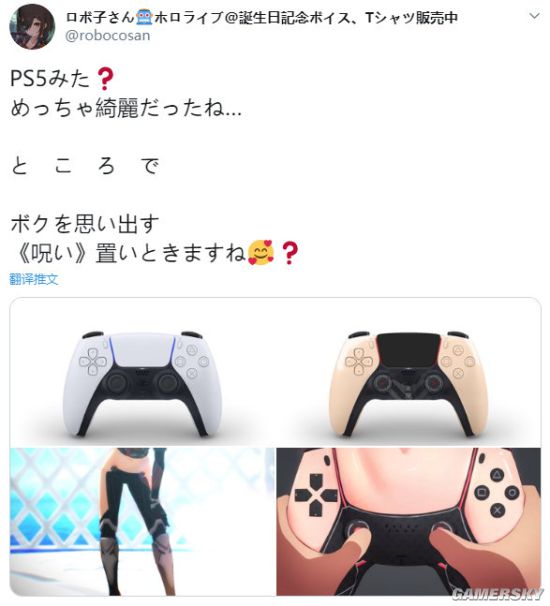 ロボ子さん🤖ホロライブ@誕生日記念ボイス、Tシャツ販売中
@robocosan
PS5みた❓
めっちゃ綺麗だったね...
と こ ろ で
ボクを思い出す
《呪い》置いときますね🥰❓
翻译推文
GAMERSKY